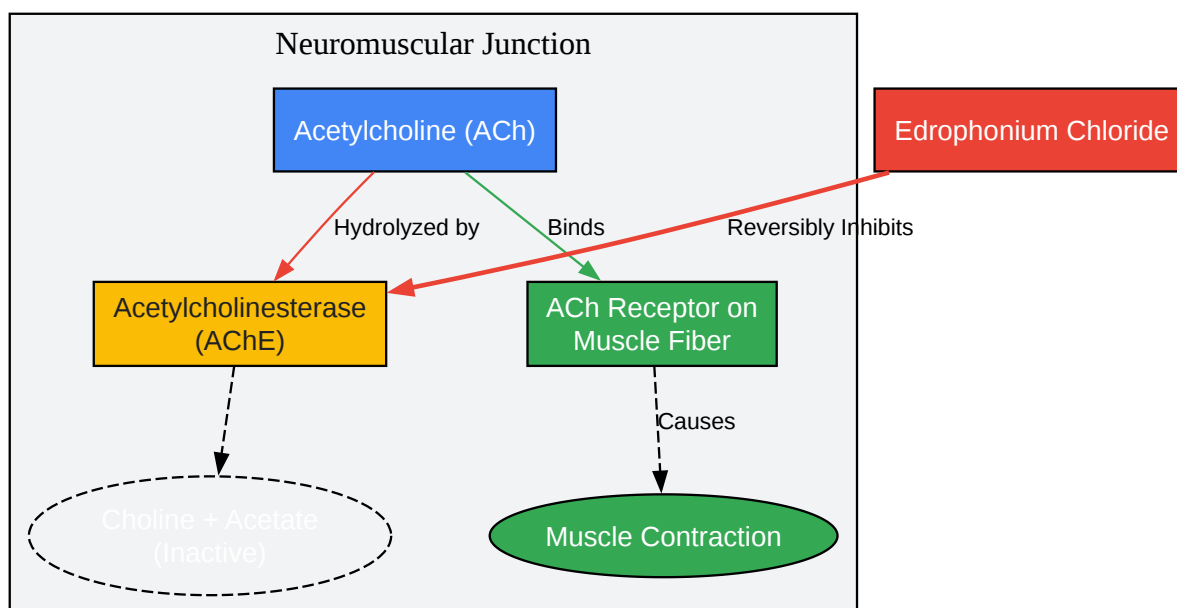 Neuromuscular Junction
Acetylcholine (ACh)
Edrophonium Chloride
Hydrolyzed by
Binds
Reversibly Inhibits
Acetylcholinesterase
(AChE)
ACh Receptor on
Muscle Fiber
Causes
Choline + Acetate
(Inactive)
Muscle Contraction